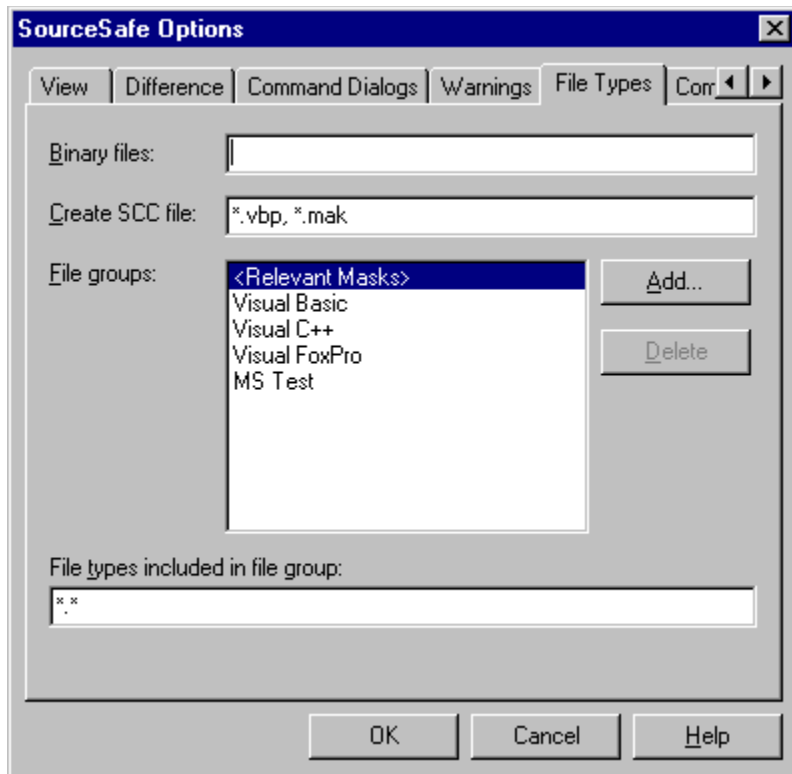 SourceSafe Options
View Difference Command Dialogs Warnings File Types Com
Binary files:
Create SCC file: *.vbp, *.mak
File groups: <Relevant Masks> Add...
Visual Basic
Visual C++
Visual FoxPro Delete
MS Test
File types included in file group:
*.*
OK Cancel Help